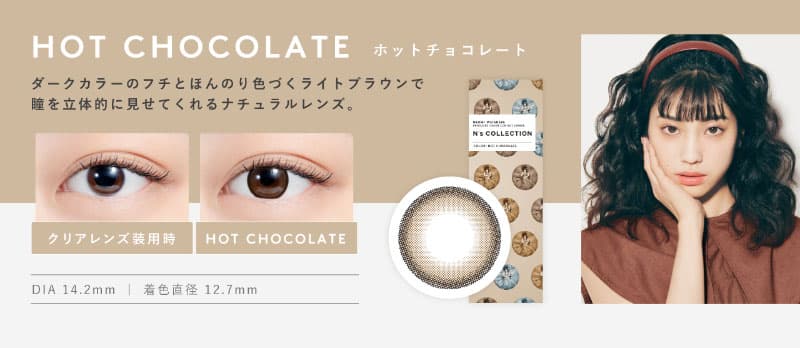 HOT CHOCOLATE ホットチョコレート
ダークカラーのフチとほんのり色づくライトブラウンで
瞳を立体的に見せてくれるナチュラルレンズ。
N's COLLECTION
クリアレンズ装用時
HOT CHOCOLATE
DIA 14.2mm | 着色直径 12.7mm